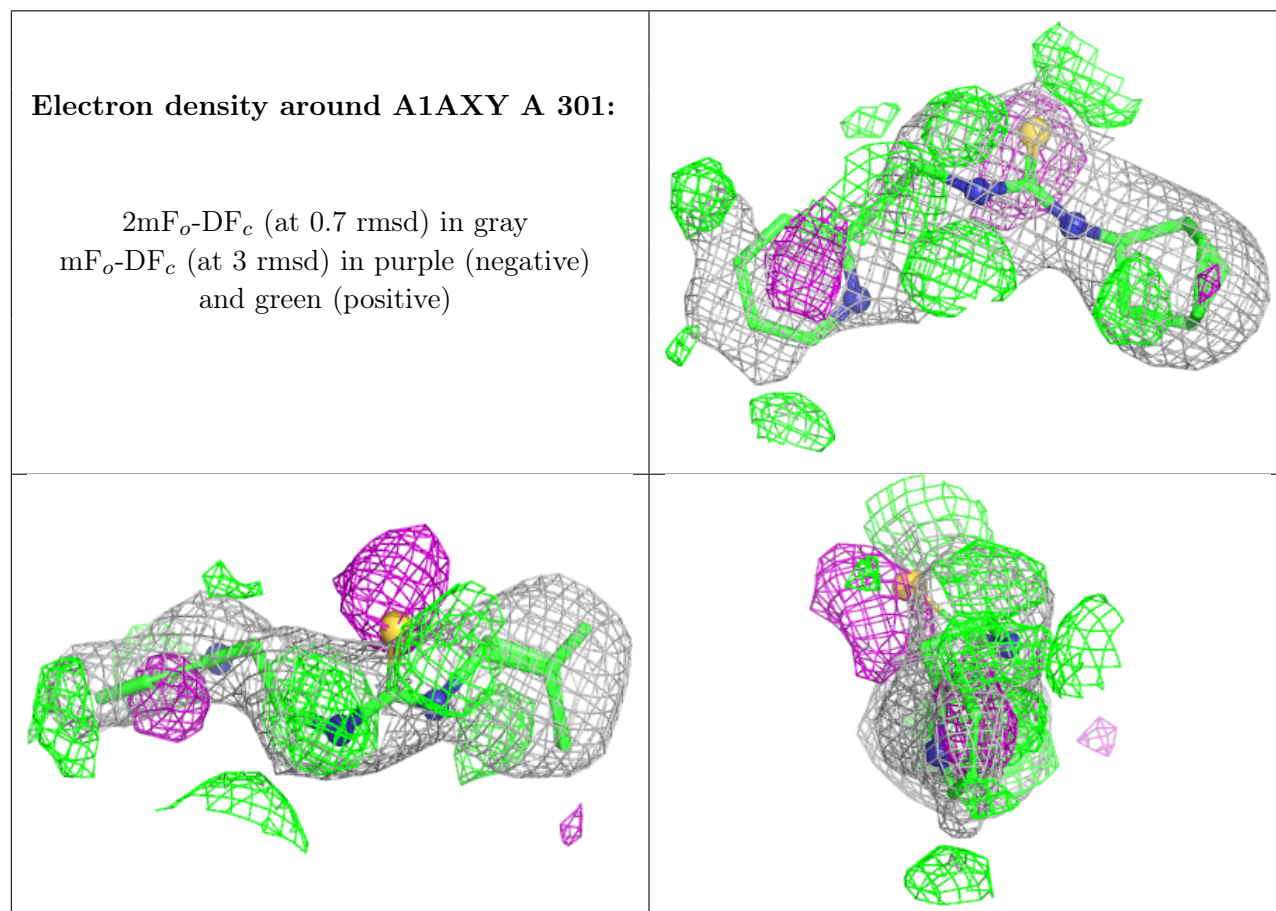 Electron density around A1AXY A 301:
2mFo-DFc (at 0.7 rmsd) in gray
mFo-DFc (at 3 rmsd) in purple (negative)
and green (positive)